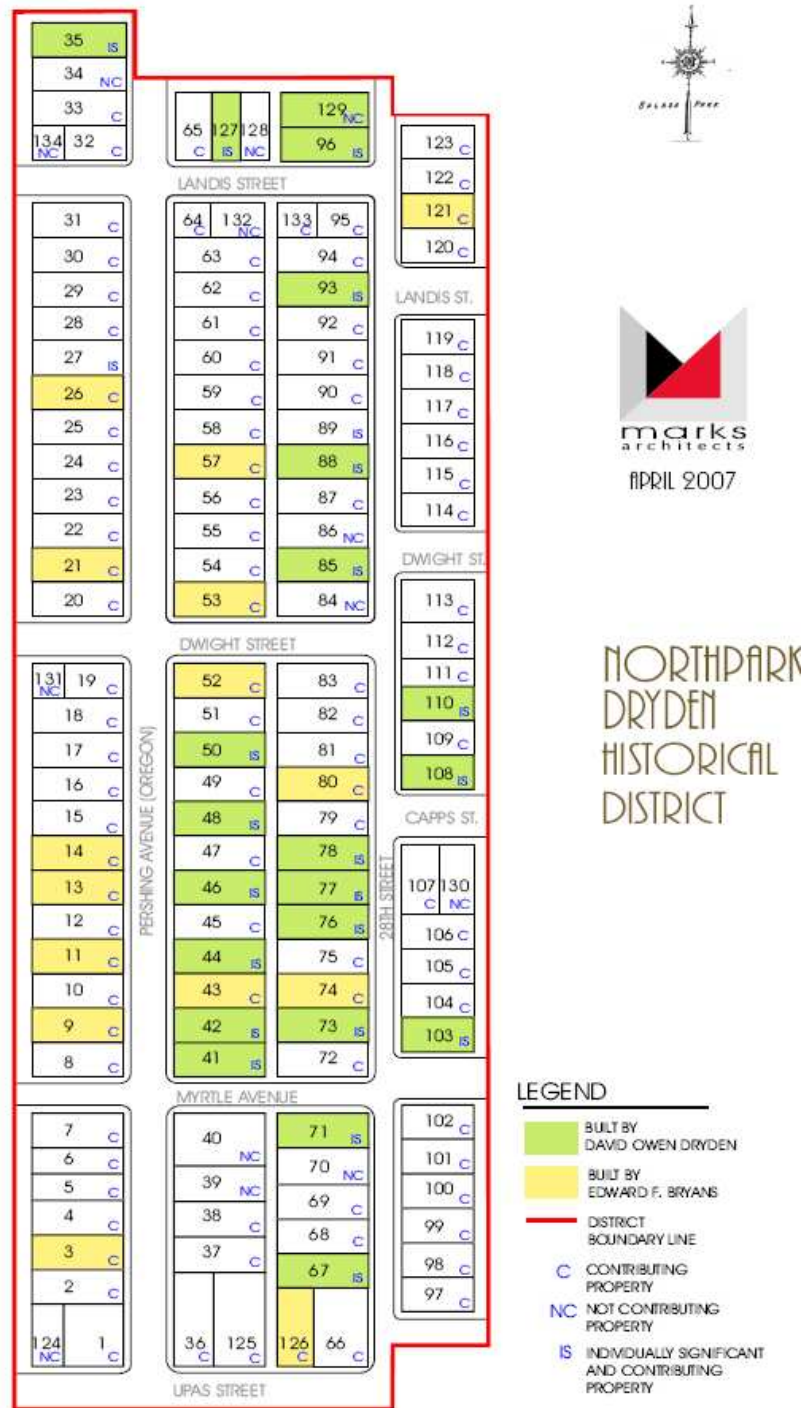 35 IS
34 NC
33 C
134 NC 32 C
65 C 127 IS 128 NC
129 NC
96 IS
LANDIS STREET
31 C
30 C
29 C
28 C
27 IS
26 C
25 C
24 C
23 C
22 C
21 C
20 C
64 C 132 NC
63 C
62 C
61 C
60 C
59 C
58 C
57 C
56 C
55 C
54 C
53 C
133 C 95 C
94 C
93 IS
92 C
91 C
90 C
89 IS
88 IS
87 C
86 NC
85 IS
84 NC
123 C
122 C
121 C
120 C
LANDIS ST.
119 C
118 C
117 C
116 C
115 C
114 C
DWIGHT ST.
DWIGHT STREET
131 NC 19 C
18 C
17 C
16 C
15 C
14 C
13 C
12 C
11 C
10 C
9 C
8 C
PERSHING AVENUE (OREGON)
52 C
51 C
50 IS
49 C
48 IS
47 C
46 IS
45 C
44 IS
43 C
42 IS
41 IS
83 C
82 C
81 C
80 C
79 C
78 IS
77 IS
76 IS
75 C
74 C
73 IS
72 C
28TH STREET
113 C
112 C
111 C
110 IS
109 C
108 IS
CAPPS ST.
107 C 130 NC
106 C
105 C
104 C
103 IS
MYRTLE AVENUE
7 C
6 C
5 C
4 C
3 C
2 C
124 NC 1 C
40 NC
39 NC
38 C
37 C
36 C 125 C
71 IS
70 NC
69 C
68 C
67 IS
126 C 66 C
102 C
101 C
100 C
99 C
98 C
97 C
UPAS STREET
BALBOA PARK
marks
architects
APRIL 2007
NORTHPARK
DRYDEN
HISTORICAL
DISTRICT
LEGEND
BUILT BY
DAVID OWEN DRYDEN
BUILT BY
EDWARD F. BRYANS
DISTRICT
BOUNDARY LINE
C CONTRIBUTING
PROPERTY
NC NOT CONTRIBUTING
PROPERTY
IS INDIVIDUALLY SIGNIFICANT
AND CONTRIBUTING
PROPERTY